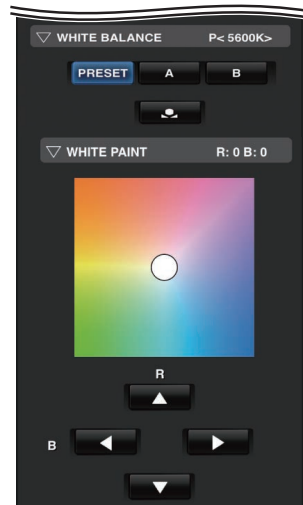 WHITE BALANCE P< 5600K>
PRESET A B
WHITE PAINT R: 0 B: 0
R
B